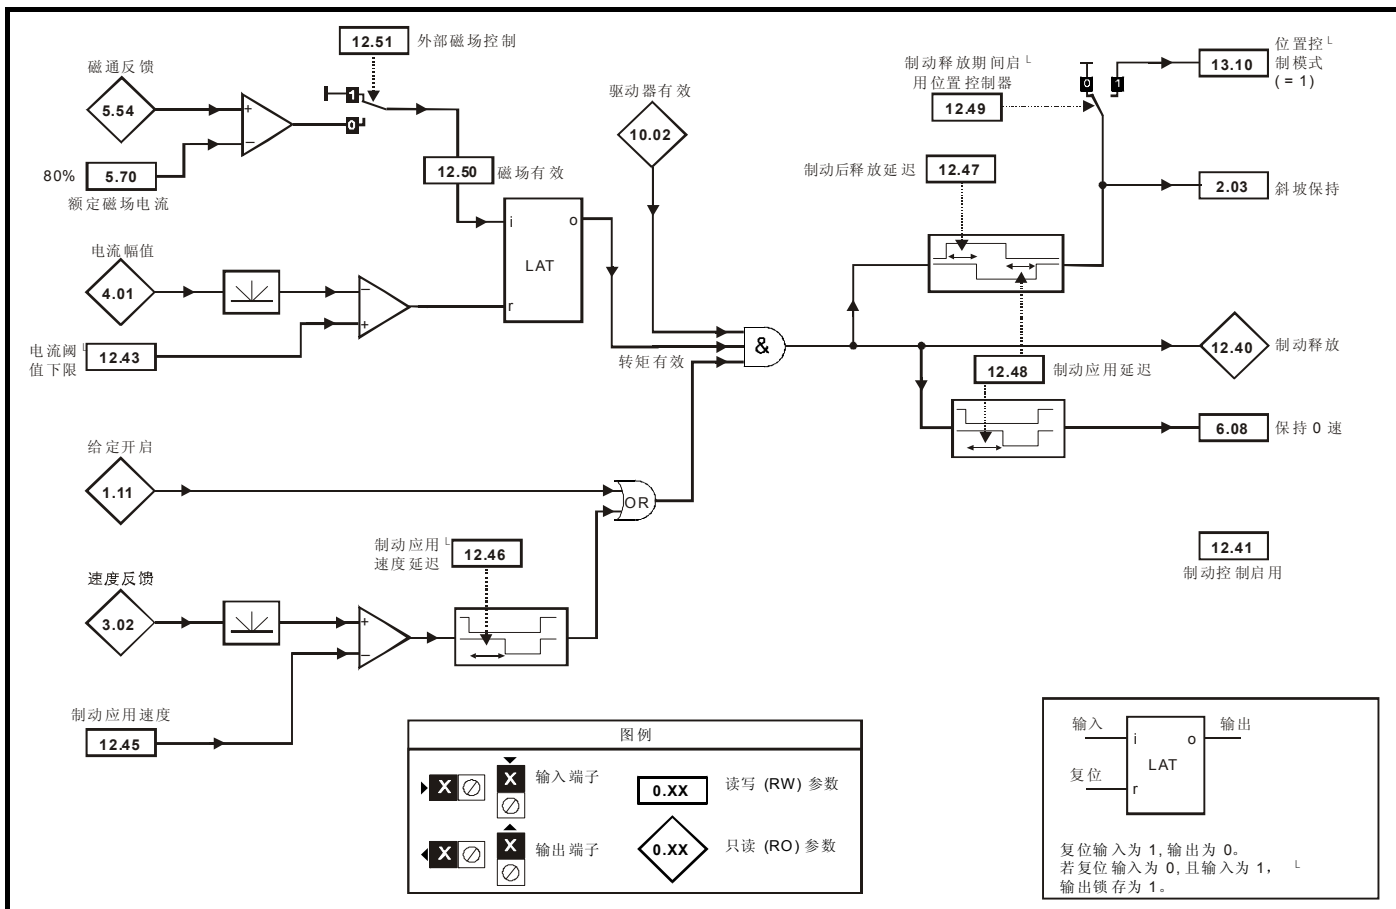 12.51 外部磁场控制
磁通反馈
5.54
+
−
1
0
80% 5.70
额定磁场电流
12.50 磁场有效
驱动器有效
10.02
制动释放期间启
用位置控制器
12.49
0 1
13.10
位置控
制模式
( = 1)
制动后释放延迟 12.47
2.03 斜坡保持
电流幅值
4.01
−
+
电流阈
值下限
12.43
i o
LAT
r
转矩有效
&
12.40 制动释放
12.48 制动应用延迟
6.08 保持 0 速
给定开启
1.11
OR
制动应用
速度延迟
12.46
12.41
制动控制启用
速度反馈
3.02
+
−
制动应用速度
12.45
图例
X X 输入端子
0.XX 读写 (RW) 参数
X X 输出端子
0.XX 只读 (RO) 参数
输入 i o 输出
LAT
复位 r
复位输入为 1, 输出为 0。
若复位输入为 0, 且输入为 1,
输出锁存为 1。